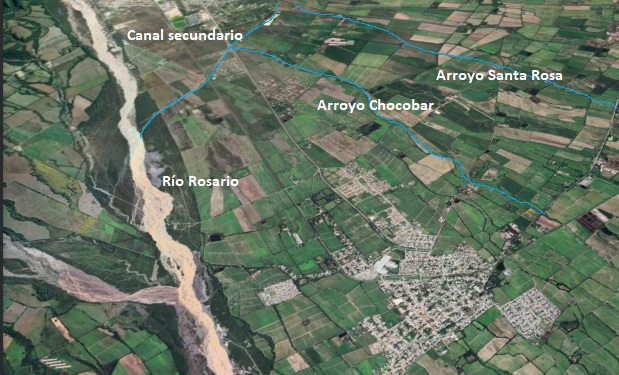 Canal secundario
Arroyo Santa Rosa
Arroyo Chocobar
Río Rosario